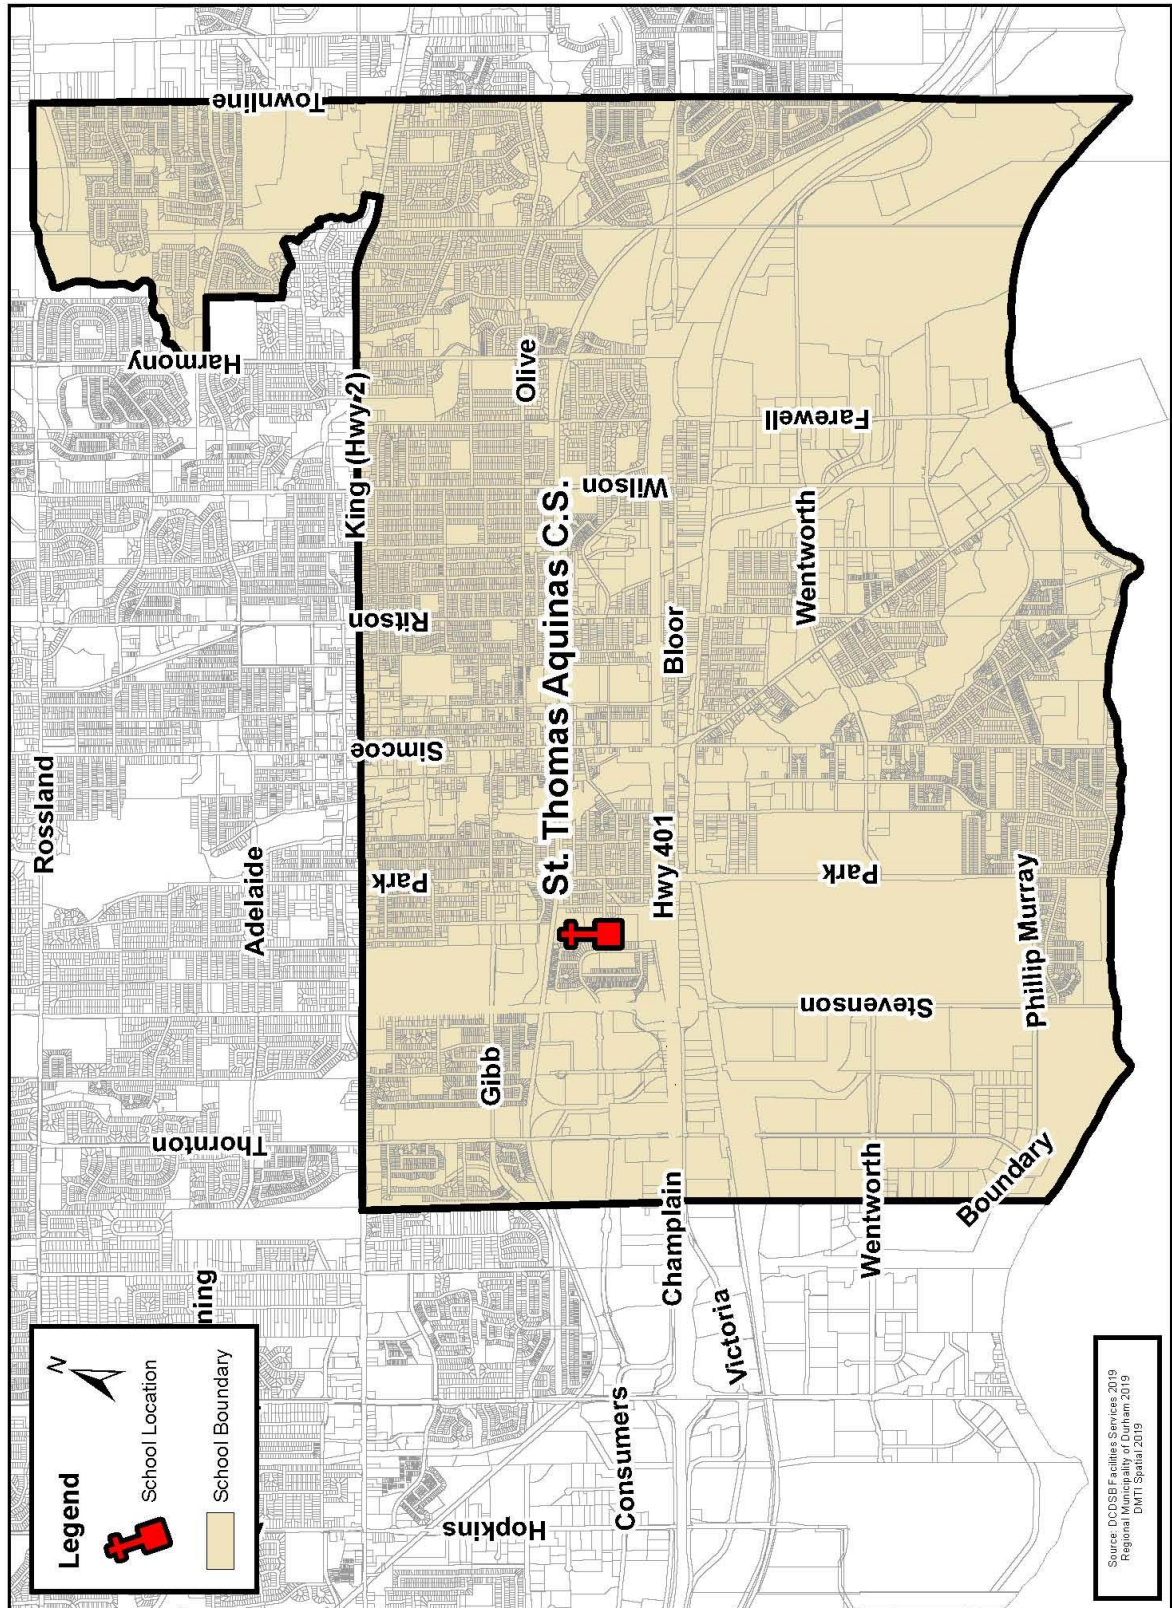 Rossland
Adelaide
Thornton
ning
Harmony
Townline
King (Hwy 2)
Ritson
Simcoe
Park
Gibb
Olive
St. Thomas Aquinas C.S.
Wilson
Hwy 401
Bloor
Champlain
Consumers
Hopkins
Victoria
Stevenson
Park
Wentworth
Farewell
Wentworth
Phillip Murray
Boundary
Legend
N
School Location
School Boundary
Source: DCDSB Facilities Services 2019
Regional Municipality of Durham 2019
DMTI Spatial 2019